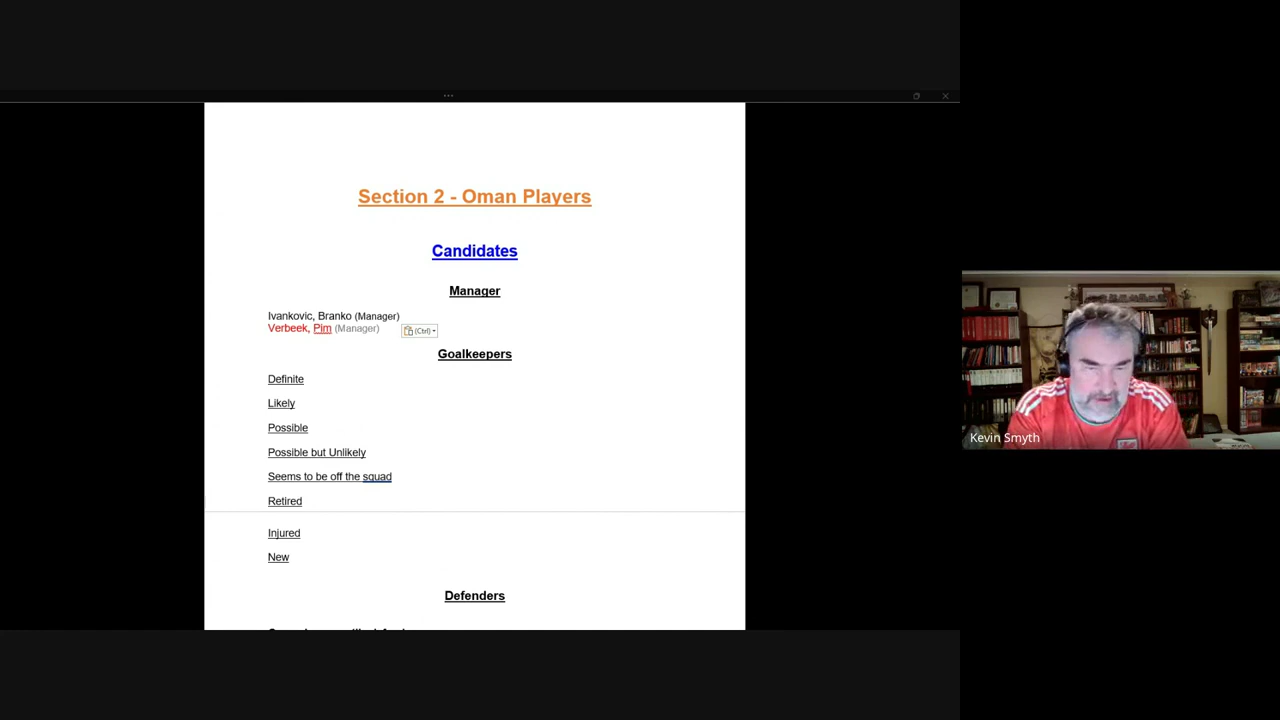 Section 2 - Oman Players
Candidates
Manager
Ivankovic, Branko (Manager)
Verbeek, Pim (Manager)
(Ctrl)
Goalkeepers
Definite
Likely
Possible
Possible but Unlikely
Seems to be off the squad
Retired
Injured
New
Defenders
Kevin Smyth